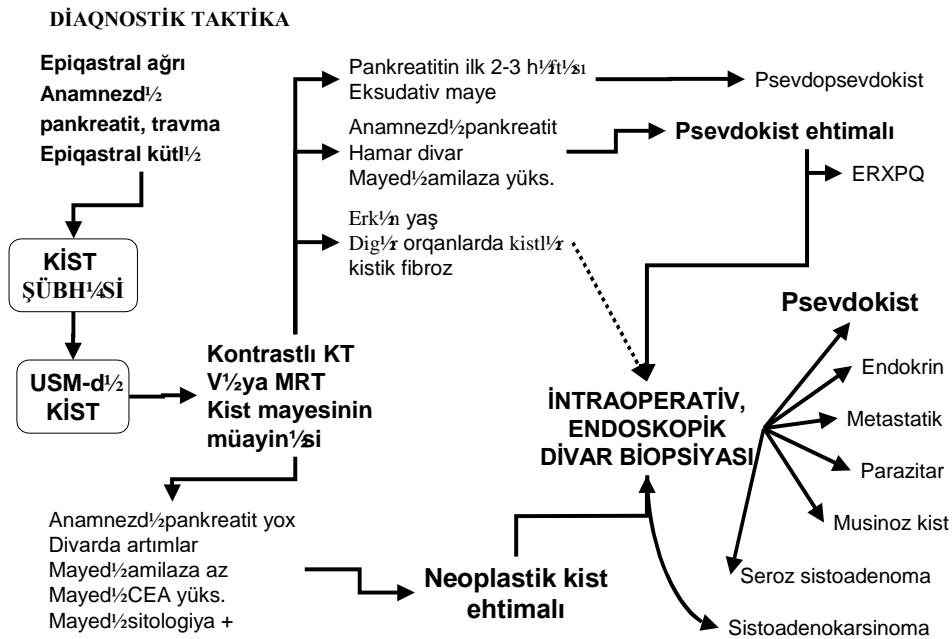 DİAQNOSTİK TAKTİKA
Epiqastral ağrı
Anamnezd½
pankreatit, travma
Epiqastral kütl½
KİST
ŞÜBH¼Sİ
USM-d½
KİST
Kontrastlı KT
V½ya MRT
Kist mayesinin
müayin½si
Pankreatitin ilk 2-3 h½ft½sı
Eksudativ maye
Psevdopsevdokist
Anamnezd½pankreatit
Hamar divar
Mayed½amilaza yüks.
Psevdokist ehtimalı
ERXPQ
Erk½n yaş
Dig½r orqanlarda kistl½r
kistik fibroz
İNTRAOPERATİV,
ENDOSKOPİK
DİVAR BİOPSİYASI
Psevdokist
Endokrin
Metastatik
Parazitar
Musinoz kist
Seroz sistoadenoma
Sistoadenokarsinoma
Anamnezd½pankreatit yox
Divarda artımlar
Mayed½amilaza az
Mayed½CEA yüks.
Mayed½sitologiya +
Neoplastik kist
ehtimalı